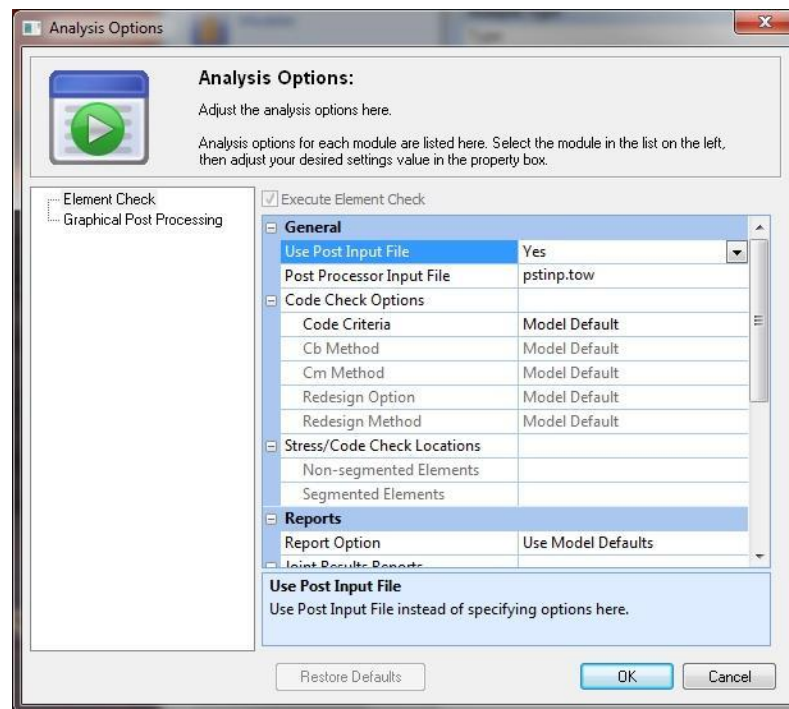 Analysis Options
Analysis Options:
Adjust the analysis options here.
Analysis options for each module are listed here. Select the module in the list on the left,
then adjust your desired settings value in the property box.
Element Check
Graphical Post Processing
Execute Element Check
General
Use Post Input File Yes
Post Processor Input File pstinp.tow
Code Check Options
Code Criteria Model Default
Cb Method Model Default
Cm Method Model Default
Redesign Option Model Default
Redesign Method Model Default
Stress/Code Check Locations
Non-segmented Elements
Segmented Elements
Reports
Report Option Use Model Defaults
Joint Results Reports
Use Post Input File
Use Post Input File instead of specifying options here.
Restore Defaults OK Cancel